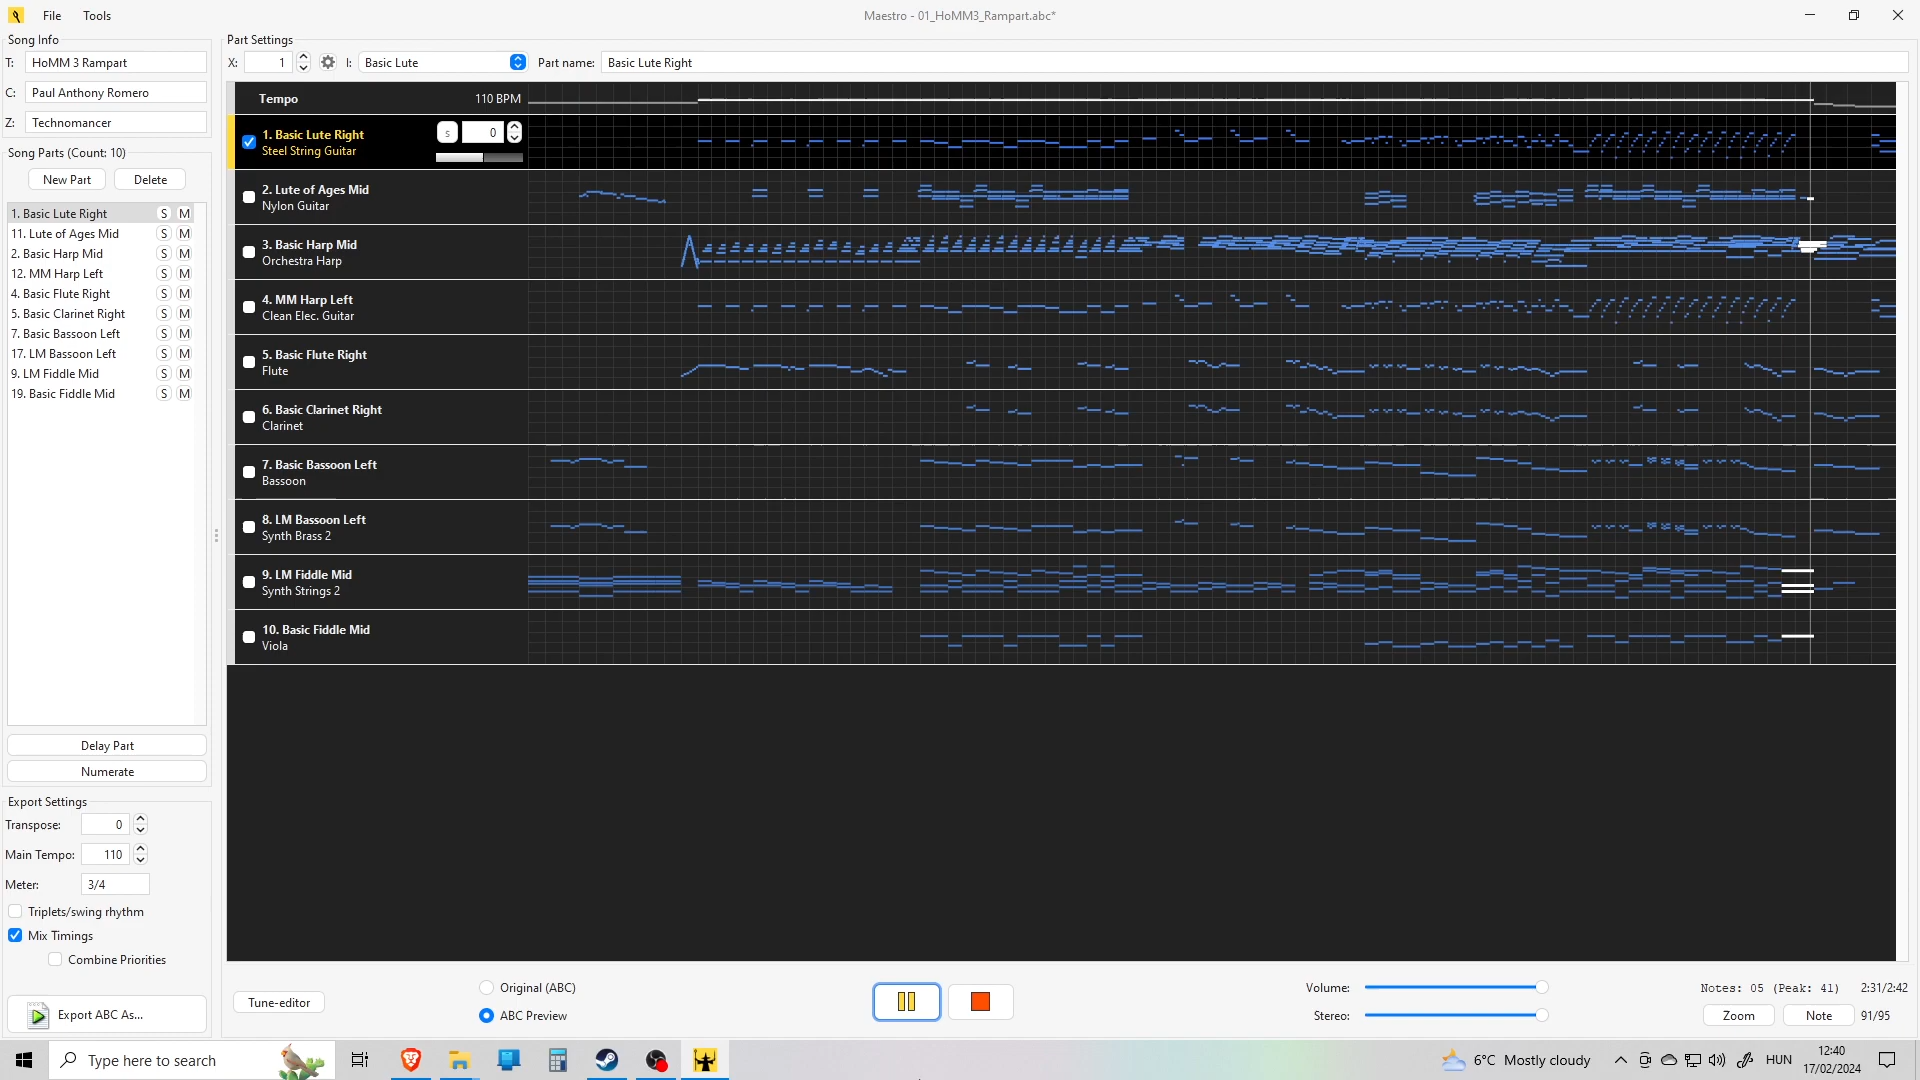 File Tools
Maestro - 01_HoMM3_Rampart.abc*
Song Info
T: HoMM 3 Rampart
C: Paul Anthony Romero
Z: Technomancer
Song Parts (Count: 10)
New Part Delete
1. Basic Lute Right S M
11. Lute of Ages Mid S M
2. Basic Harp Mid S M
12. MM Harp Left S M
4. Basic Flute Right S M
5. Basic Clarinet Right S M
7. Basic Bassoon Left S M
17. LM Bassoon Left S M
9. LM Fiddle Mid S M
19. Basic Fiddle Mid S M
Delay Part
Numerate
Export Settings
Transpose: 0
Main Tempo: 110
Meter: 3/4
Triplets/swing rhythm
Mix Timings
Combine Priorities
Export ABC As...
Part Settings
X: 1 I: Basic Lute Part name: Basic Lute Right
Tempo 110 BPM
1. Basic Lute Right s 0
Steel String Guitar
2. Lute of Ages Mid
Nylon Guitar
3. Basic Harp Mid
Orchestra Harp
4. MM Harp Left
Clean Elec. Guitar
5. Basic Flute Right
Flute
6. Basic Clarinet Right
Clarinet
7. Basic Bassoon Left
Bassoon
8. LM Bassoon Left
Synth Brass 2
9. LM Fiddle Mid
Synth Strings 2
10. Basic Fiddle Mid
Viola
Tune-editor
Original (ABC)
ABC Preview
Volume:
Stereo:
Notes: 05 (Peak: 41) 2:31/2:42
Zoom Note 91/95
Type here to search
6°C Mostly cloudy
HUN
12:40
17/02/2024